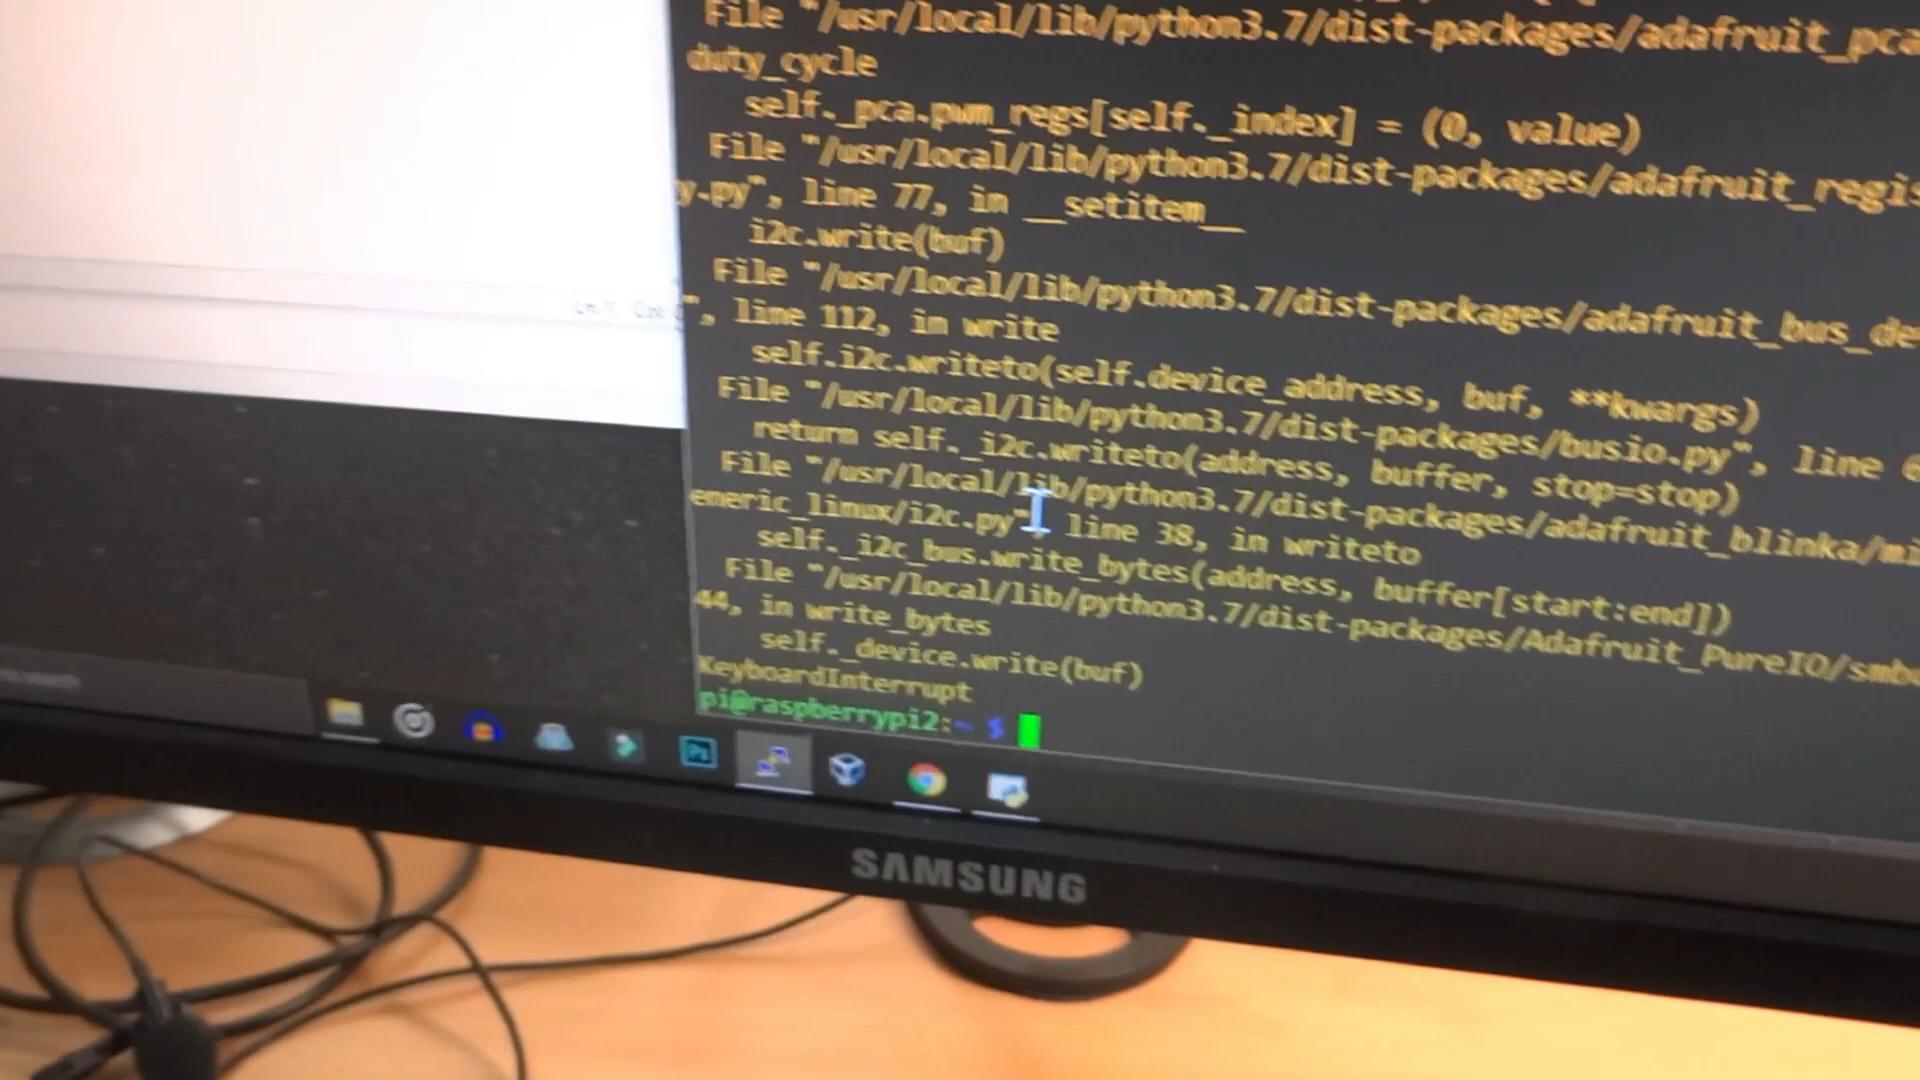 File "/usr/local/lib/python3.7/dist-packages/adafruit_pca
duty_cycle
self._pca.pwm_regs[self._index] = (0, value)
File "/usr/local/lib/python3.7/dist-packages/adafruit_regis
y.py", line 77, in __setitem__
i2c.write(buf)
File "/usr/local/lib/python3.7/dist-packages/adafruit_bus_de
", line 112, in write
self.i2c.writeto(self.device_address, buf, **kwargs)
File "/usr/local/lib/python3.7/dist-packages/busio.py", line 6
return self._i2c.writeto(address, buffer, stop=stop)
File "/usr/local/lib/python3.7/dist-packages/adafruit_blinka/mi
eneric_linux/i2c.py", line 38, in writeto
self._i2c_bus.write_bytes(address, buffer[start:end])
File "/usr/local/lib/python3.7/dist-packages/Adafruit_PureIO/smbu
44, in write_bytes
self._device.write(buf)
KeyboardInterrupt
pi@raspberrypi2:~ $
Ps
SAMSUNG